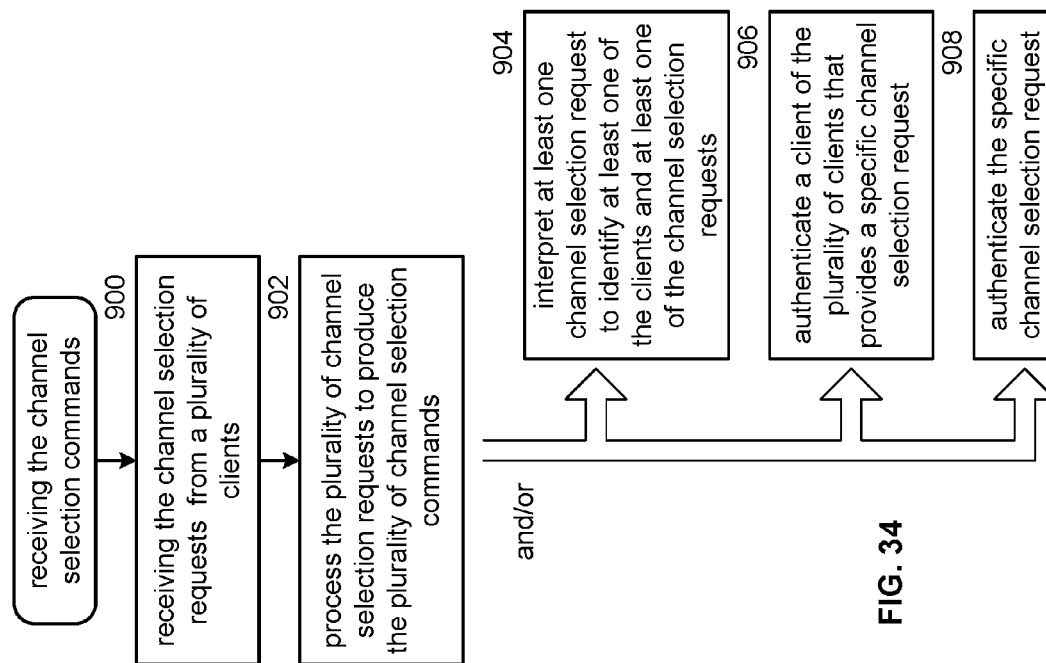 receiving the channel
selection commands
900
receiving the channel selection
requests from a plurality of
clients
902
process the plurality of channel
selection requests to produce
the plurality of channel selection
commands
and/or
904
interpret at least one
channel selection request
to identify at least one of
the clients and at least one
of the channel selection
requests
906
authenticate a client of the
plurality of clients that
provides a specific channel
selection request
908
authenticate the specific
channel selection request
FIG. 34